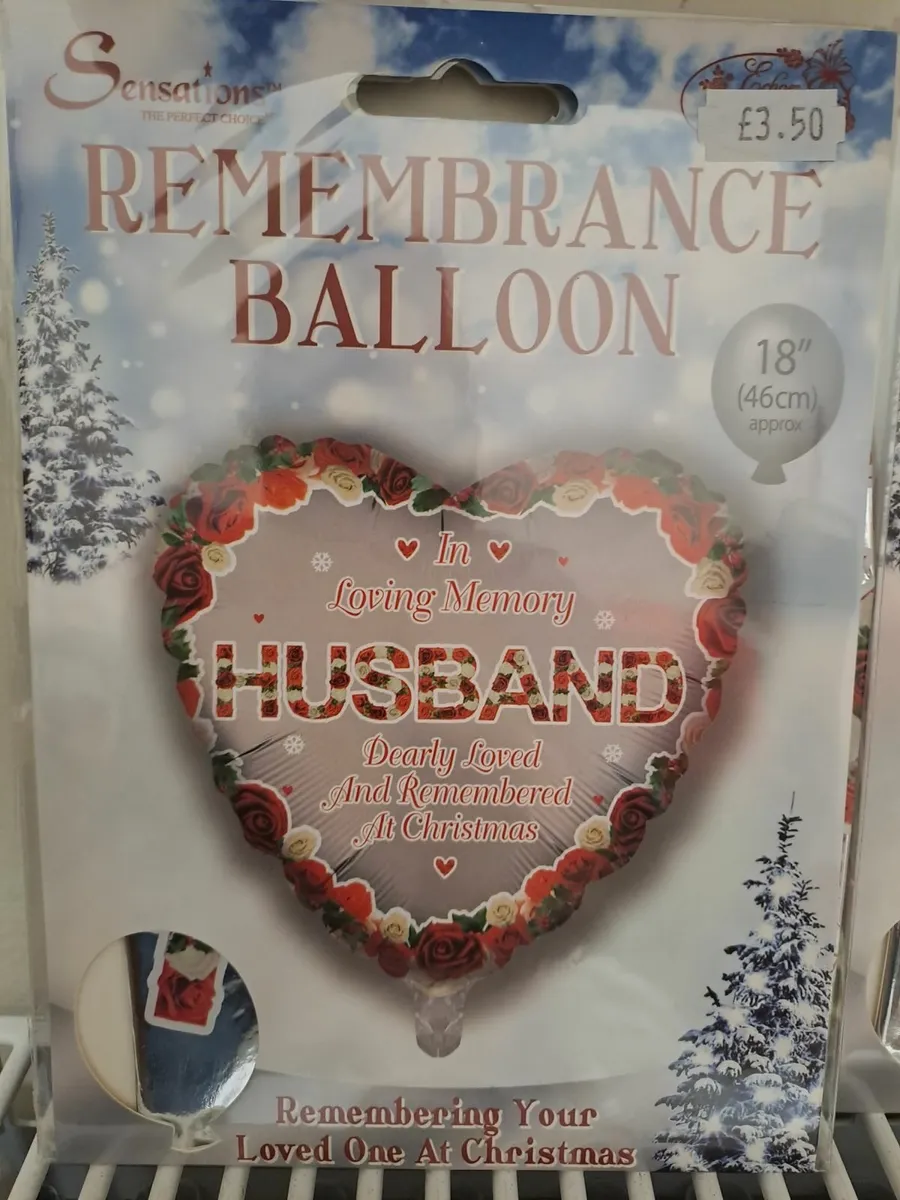 Sensations™
THE PERFECT CHOICE
£3.50
REMEMBRANCE
BALLOON
18"
(46cm)
approx
In
Loving Memory
HUSBAND
Dearly Loved
And Remembered
At Christmas
Remembering Your
Loved One At Christmas